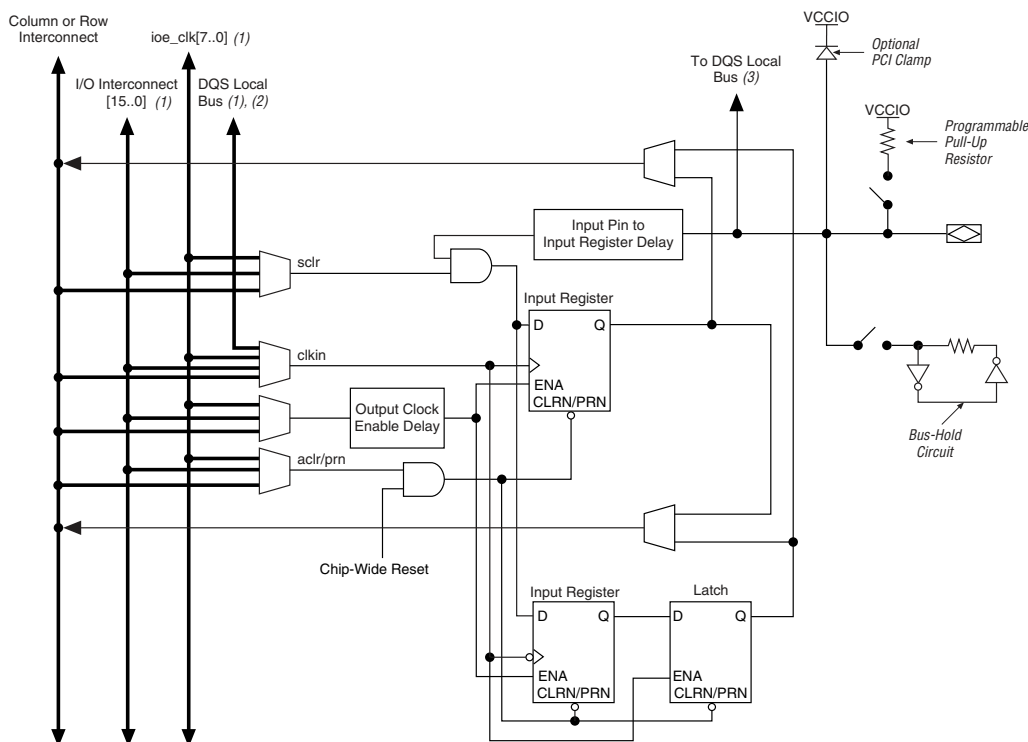 Column or Row
Interconnect
ioe_clk[7..0] (1)
I/O Interconnect
[15..0] (1)
DQS Local
Bus (1), (2)
To DQS Local
Bus (3)
VCCIO
Optional
PCI Clamp
VCCIO
Programmable
Pull-Up
Resistor
Input Pin to
Input Register Delay
sclr
Input Register
D Q
clkin
ENA
CLRN/PRN
Output Clock
Enable Delay
aclr/prn
Bus-Hold
Circuit
Chip-Wide Reset
Input Register
D Q
ENA
CLRN/PRN
Latch
D Q
ENA
CLRN/PRN